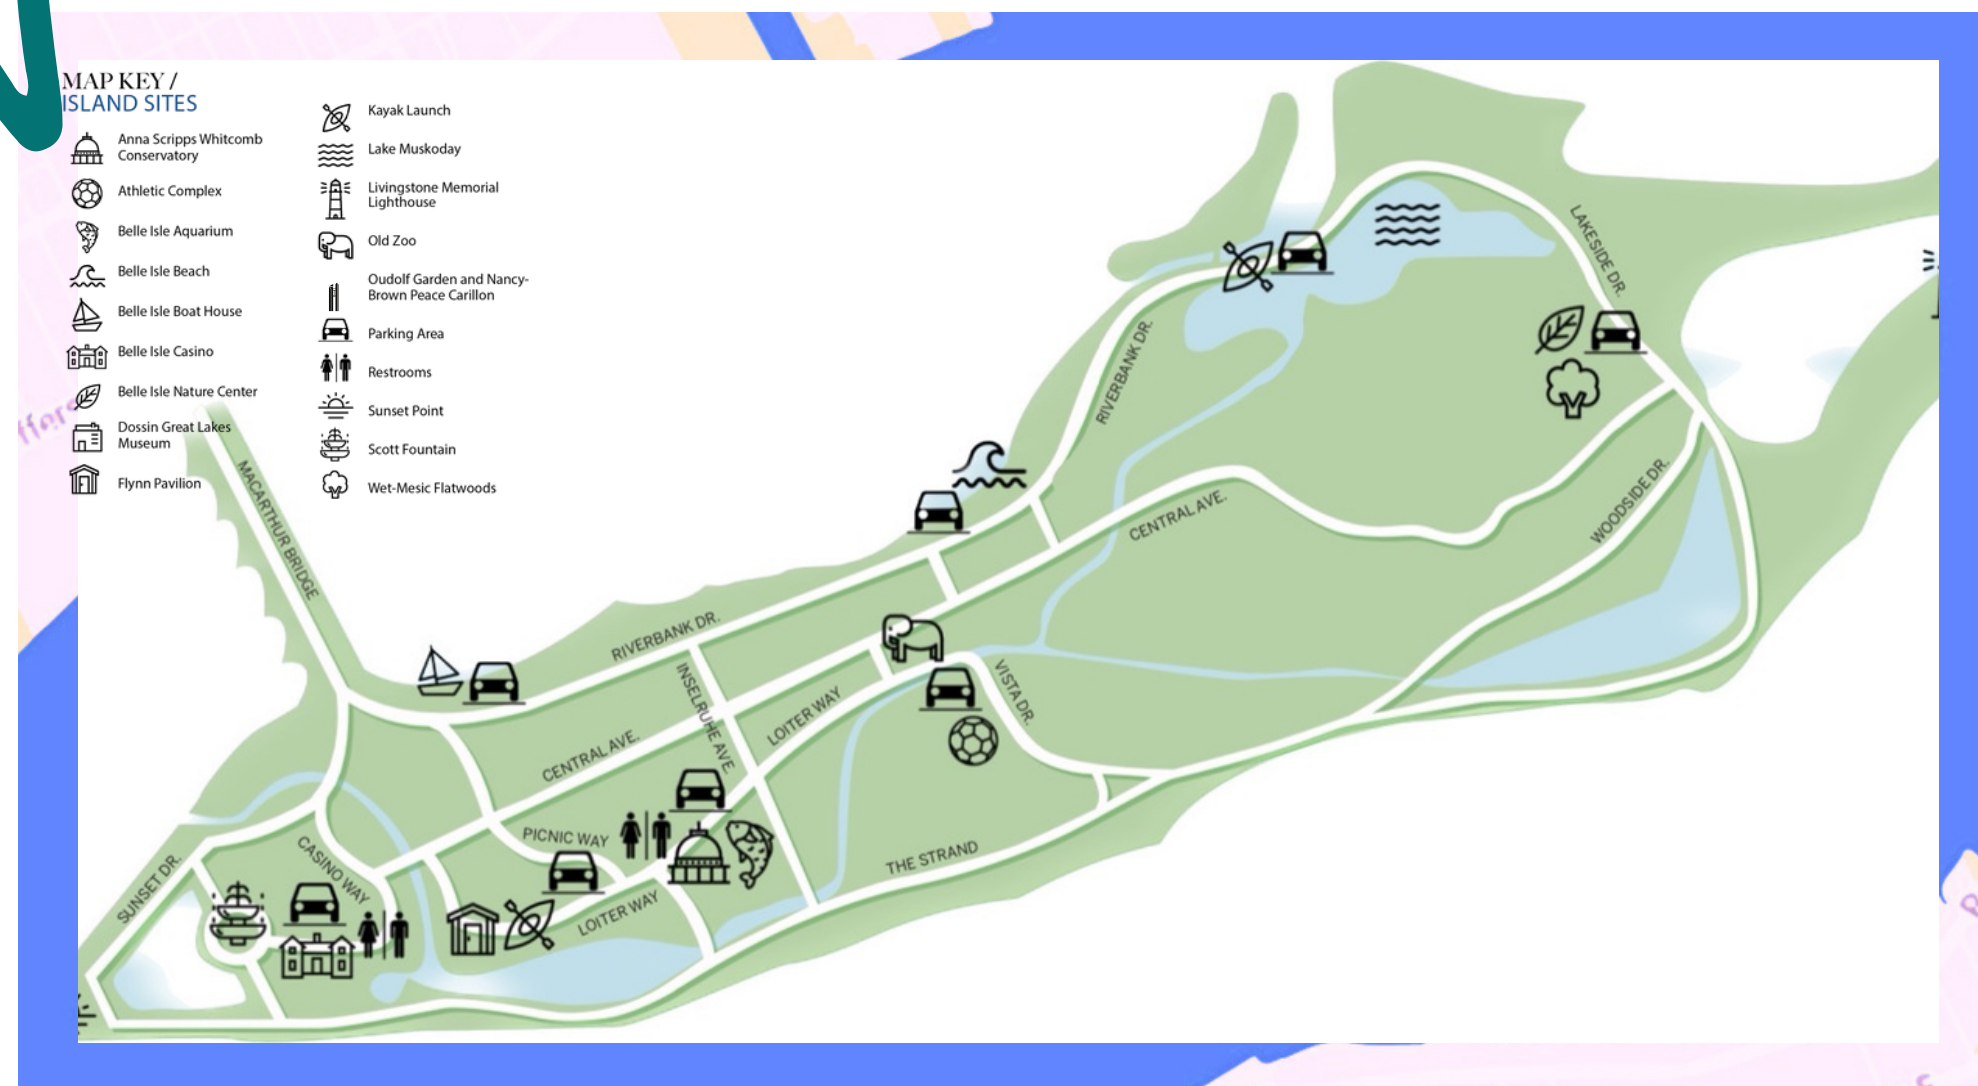 MAP KEY /
ISLAND SITES
Anna Scripps Whitcomb
Conservatory
Athletic Complex
Belle Isle Aquarium
Belle Isle Beach
Belle Isle Boat House
Belle Isle Casino
Belle Isle Nature Center
Dossin Great Lakes
Museum
Flynn Pavilion
Kayak Launch
Lake Muskoday
Livingstone Memorial
Lighthouse
Old Zoo
Oudolf Garden and Nancy-
Brown Peace Carillon
Parking Area
Restrooms
Sunset Point
Scott Fountain
Wet-Mesic Flatwoods
MACARTHUR BRIDGE
RIVERBANK DR.
RIVERBANK DR.
LAKESIDE DR.
WOODSIDE DR.
CENTRAL AVE.
CENTRAL AVE.
INSELRUHE AVE.
LOITER WAY
VISTA DR.
PICNIC WAY
THE STRAND
CASINO WAY
SUNSET DR.
LOITER WAY